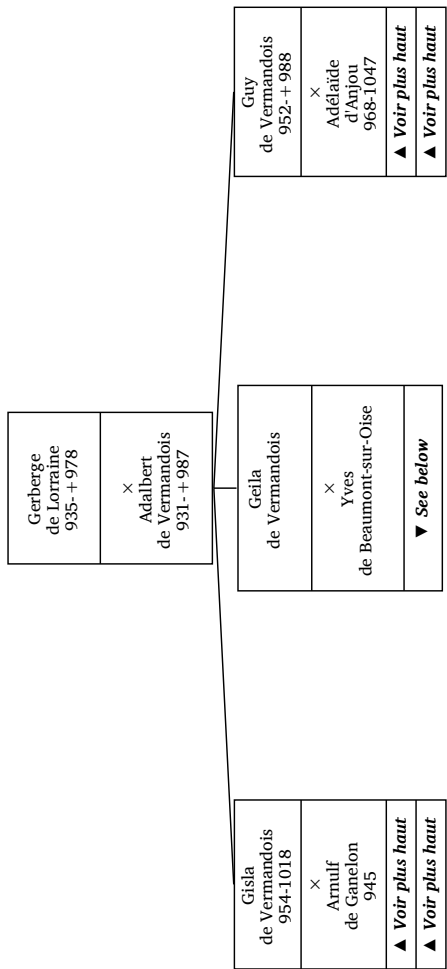 Gerberge
de Lorraine
935-+978
×
Adalbert
de Vermandois
931-+987
Gisla
de Vermandois
954-1018
×
Arnulf
de Ganelon
945
▲ Voir plus haut
▲ Voir plus haut
Geila
de Vermandois
×
Yves
de Beaumont-sur-Oise
▼ See below
Guy
de Vermandois
952-+988
×
Adélaïde
d'Anjou
968-1047
▲ Voir plus haut
▲ Voir plus haut